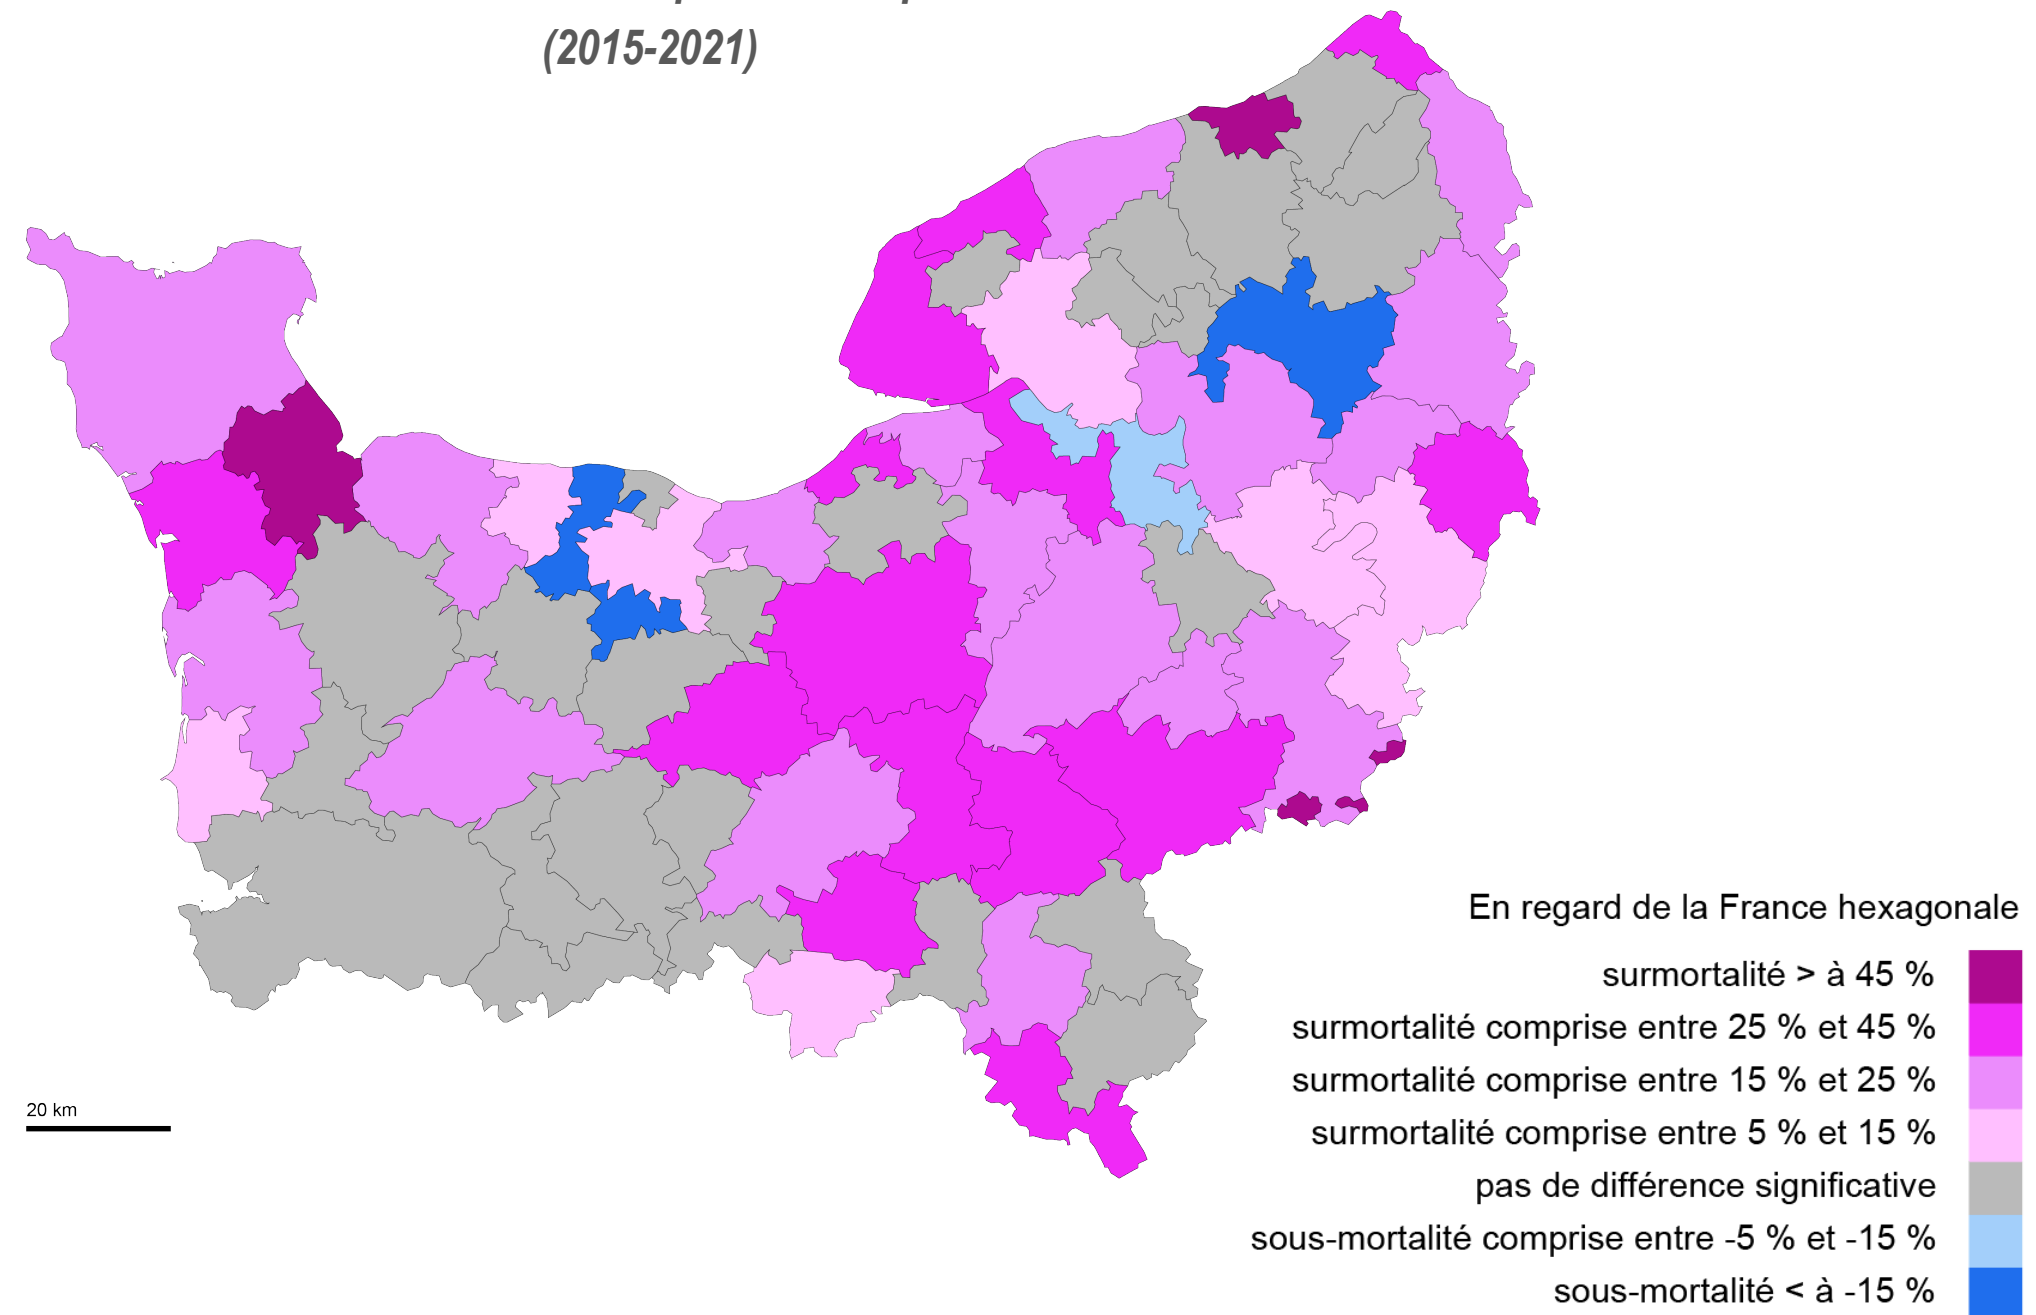 (2015-2021)
En regard de la France hexagonale
surmortalité > à 45 %
surmortalité comprise entre 25 % et 45 %
surmortalité comprise entre 15 % et 25 %
surmortalité comprise entre 5 % et 15 %
20 km
pas de différence significative
sous-mortalité comprise entre -5 % et -15 %
sous-mortalité < à -15 %